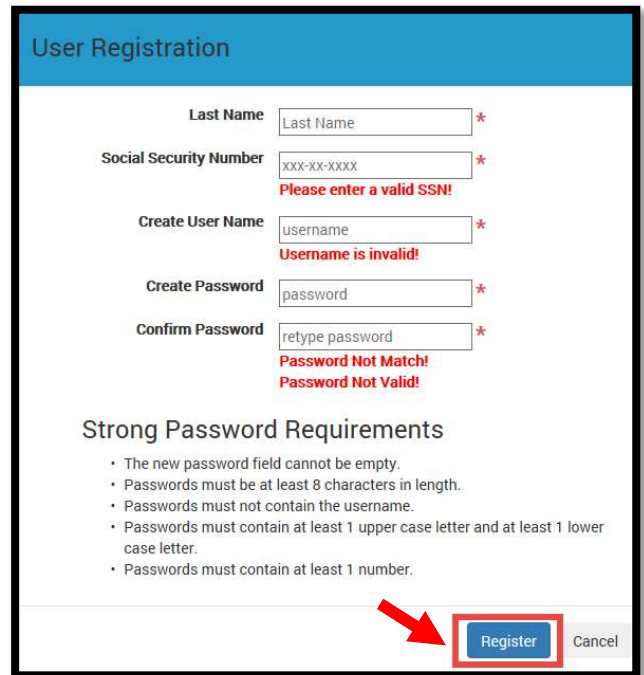 User Registration
Last Name Last Name *
Social Security Number xxx-xx-xxxx *
Please enter a valid SSN!
Create User Name username *
Username is invalid!
Create Password password *
Confirm Password retype password *
Password Not Match!
Password Not Valid!
Strong Password Requirements
• The new password field cannot be empty.
• Passwords must be at least 8 characters in length.
• Passwords must not contain the username.
• Passwords must contain at least 1 upper case letter and at least 1 lower
case letter.
• Passwords must contain at least 1 number.
Register Cancel